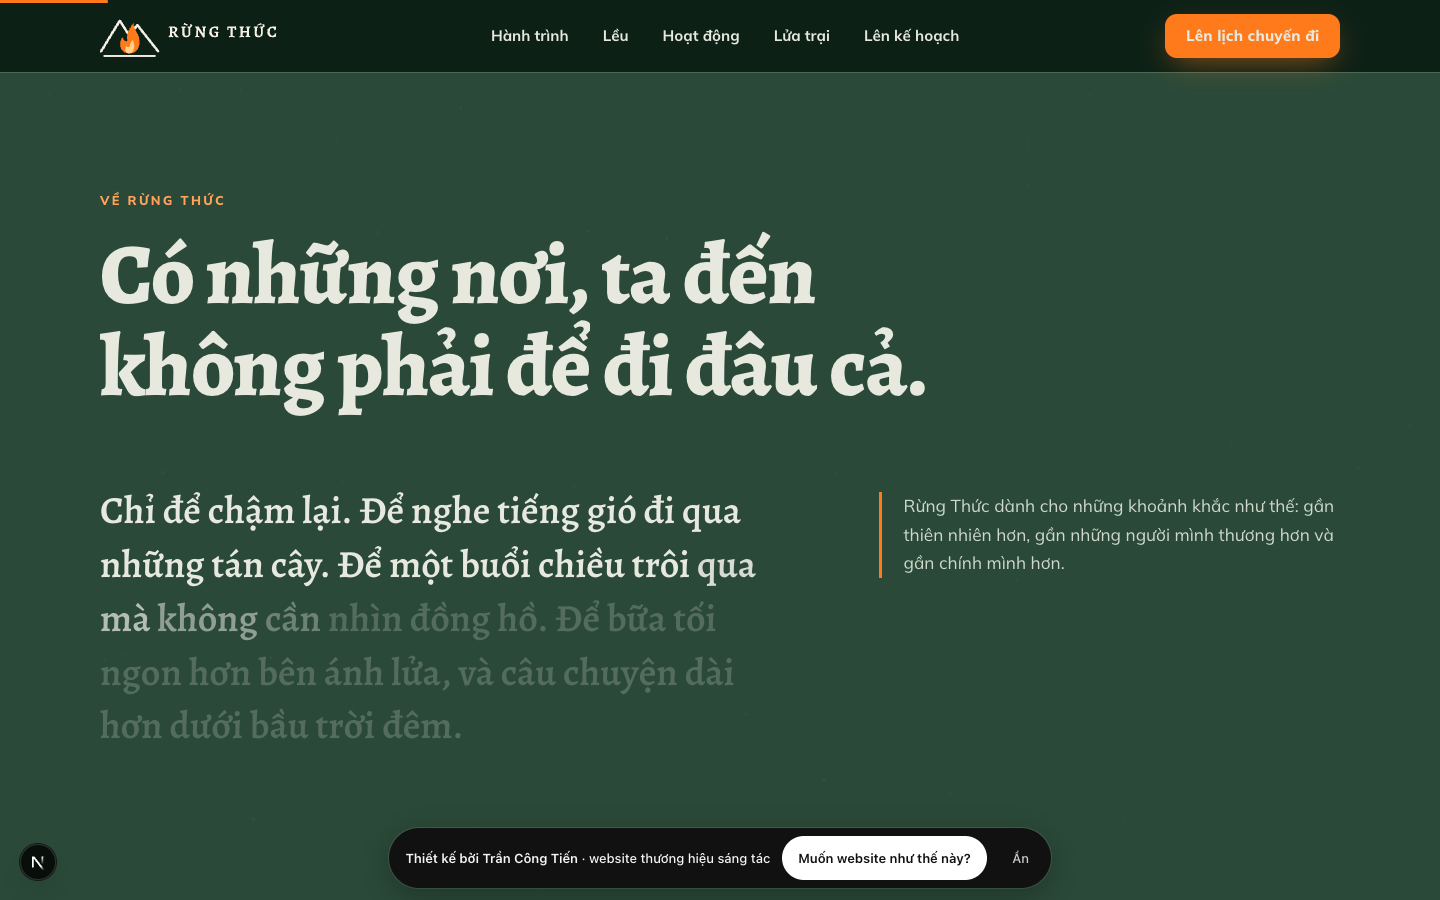 RỪNG THỨC
Hành trình
Lều
Hoạt động
Lửa trại
Lên kế hoạch
Lên lịch chuyến đi
VỀ RỪNG THỨC
Có những nơi, ta đến
không phải để đi đâu cả.
Chỉ để chậm lại. Để nghe tiếng gió đi qua
những tán cây. Để một buổi chiều trôi qua
mà không cần nhìn đồng hồ. Để bữa tối
ngon hơn bên ánh lửa, và câu chuyện dài
hơn dưới bầu trời đêm.
Rừng Thức dành cho những khoảnh khắc như thế: gần
thiên nhiên hơn, gần những người mình thương hơn và
gần chính mình hơn.
N
Thiết kế bởi Trần Công Tiến · website thương hiệu sáng tác
Muốn website như thế này?
Ẩn